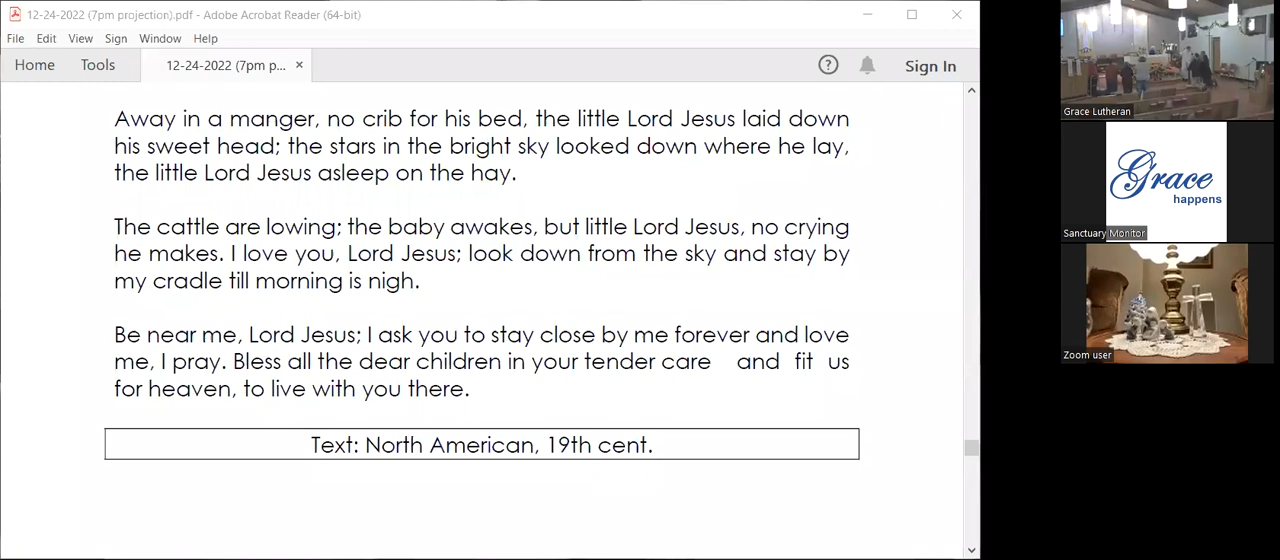 12-24-2022 (7pm projection).pdf - Adobe Acrobat Reader (64-bit)
File Edit View Sign Window Help
Home Tools 12-24-2022 (7pm p... × Sign In
Away in a manger, no crib for his bed, the little Lord Jesus laid down
his sweet head; the stars in the bright sky looked down where he lay,
the little Lord Jesus asleep on the hay.
The cattle are lowing; the baby awakes, but little Lord Jesus, no crying
he makes. I love you, Lord Jesus; look down from the sky and stay by
my cradle till morning is nigh.
Be near me, Lord Jesus; I ask you to stay close by me forever and love
me, I pray. Bless all the dear children in your tender care and fit us
for heaven, to live with you there.
Text: North American, 19th cent.
Grace Lutheran
Grace
happens
Sanctuary Monitor
Zoom user